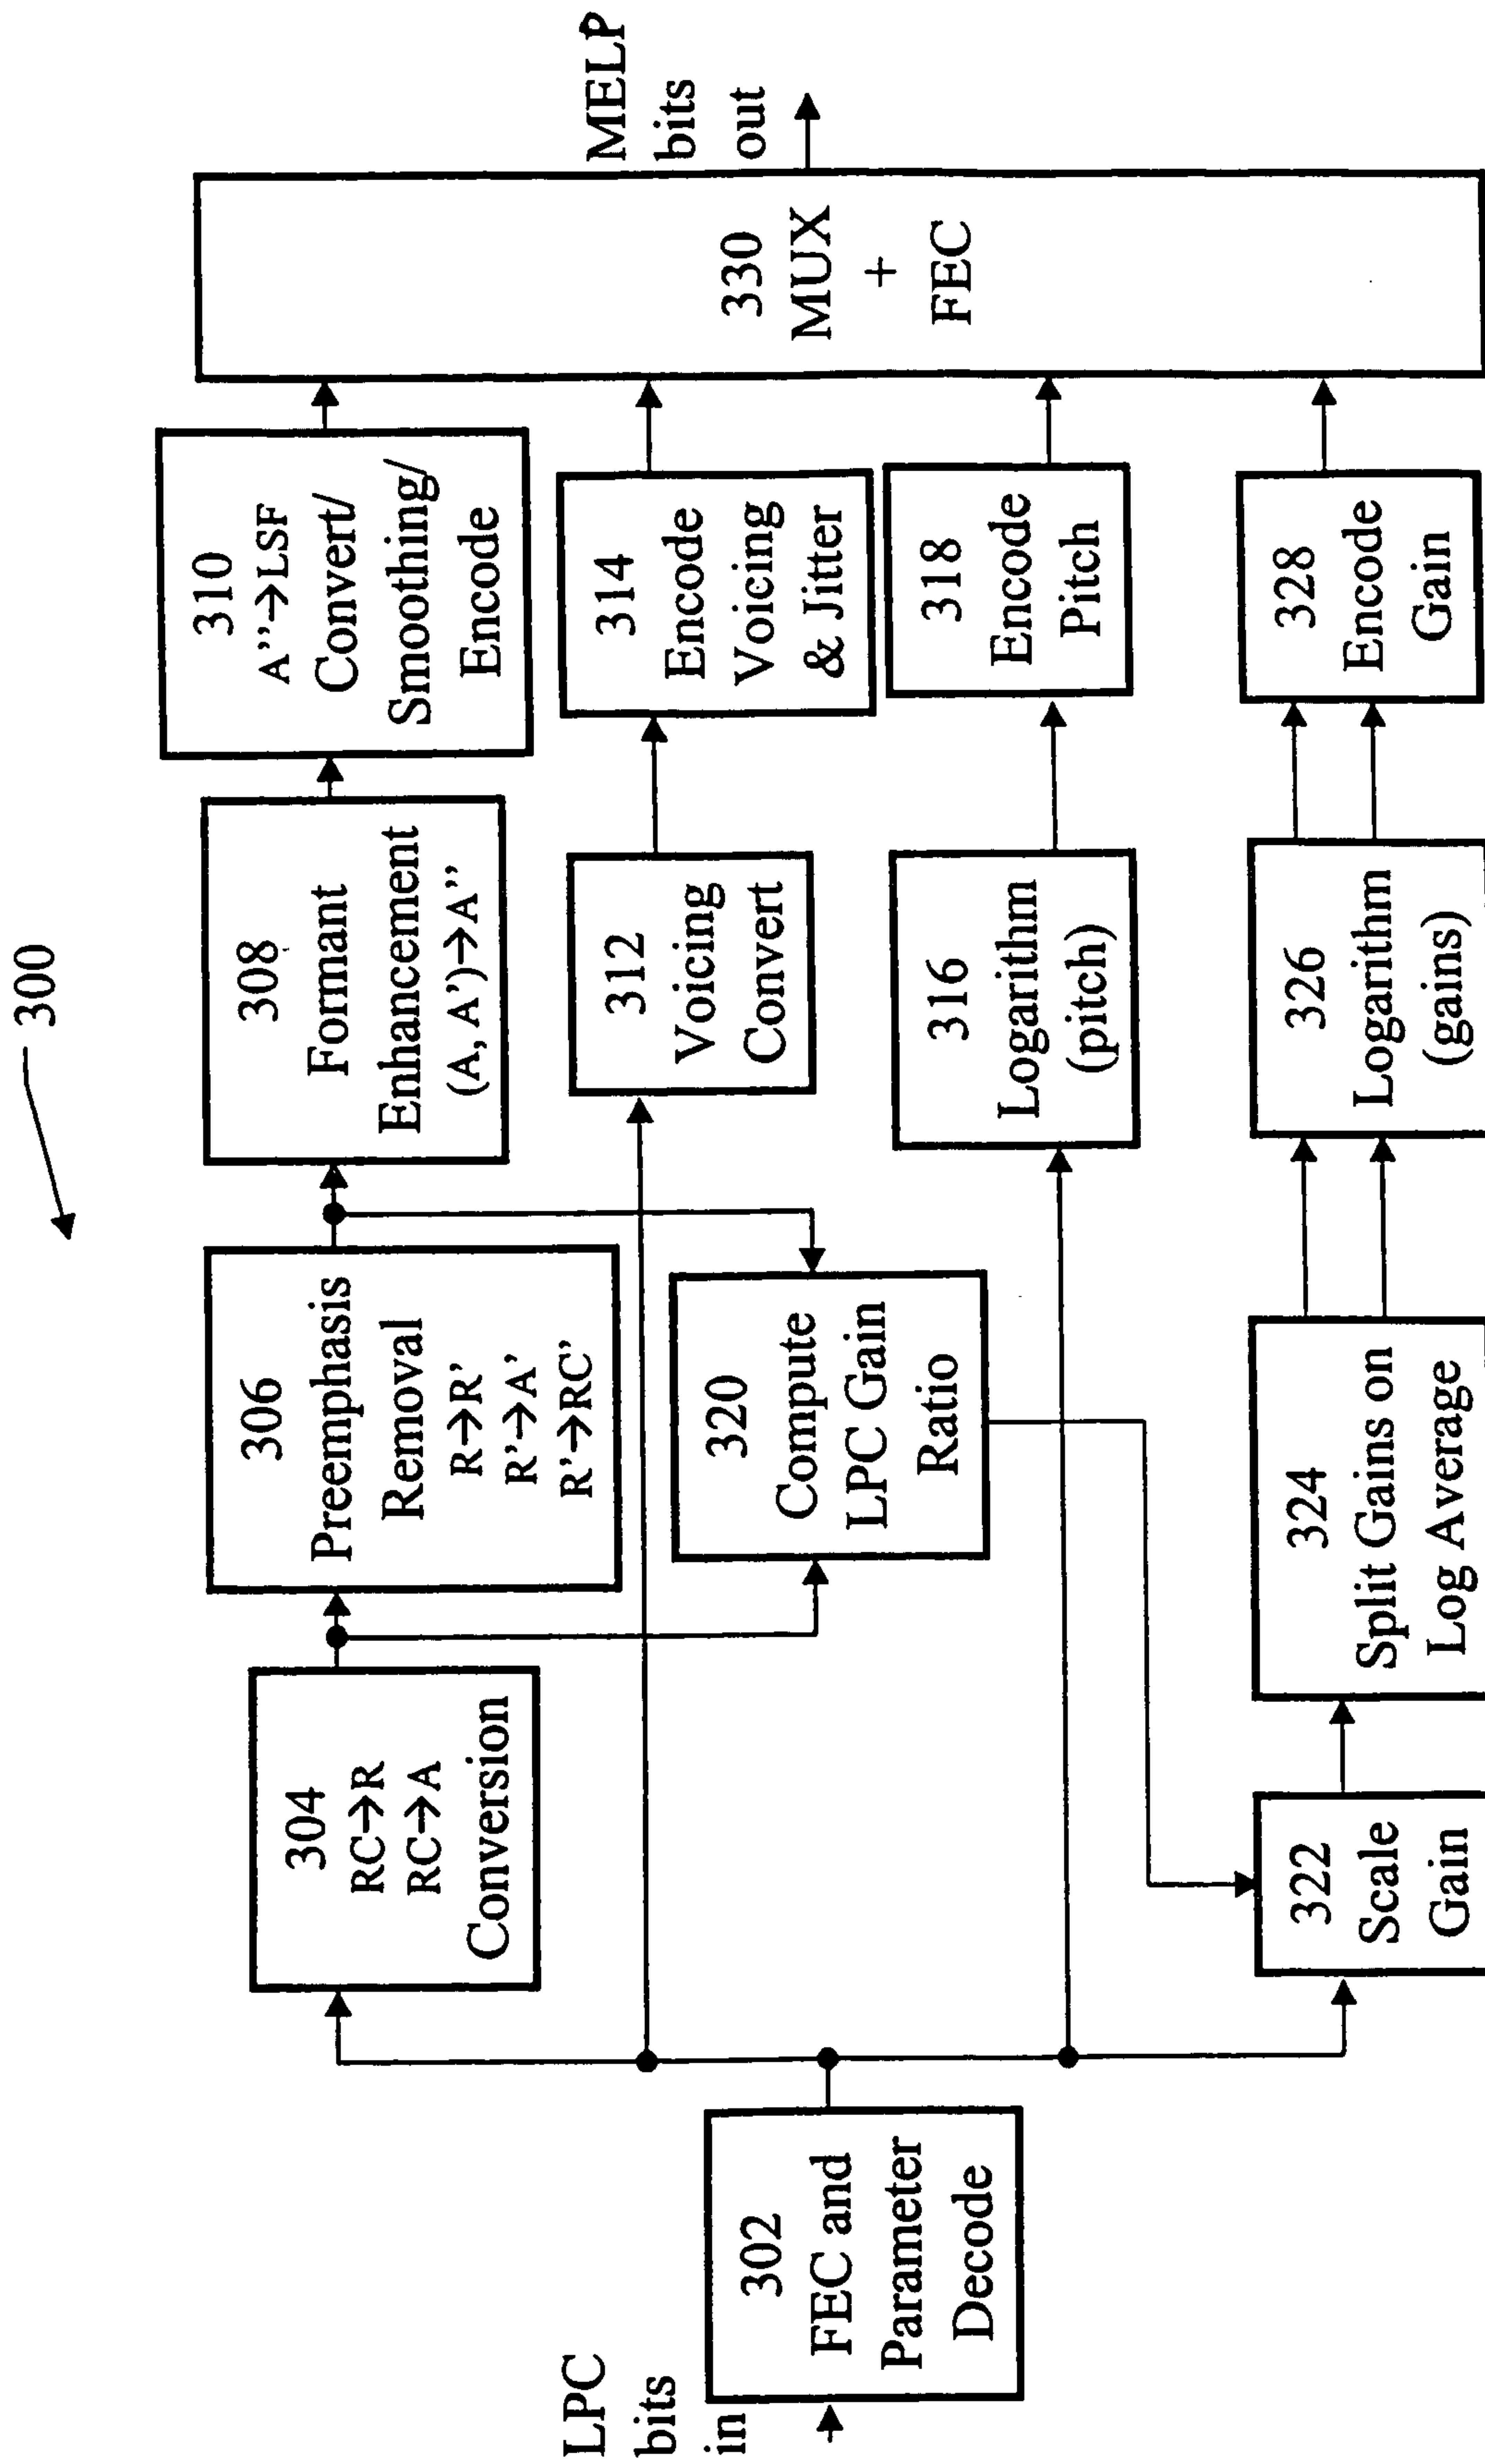 300
LPC
bits
in
302
FEC and
Parameter
Decode
304
RC→R
RC→A
Conversion
306
Preemphasis
Removal
R→R'
R'→A'
R'→RC'
308
Formant
Enhancement
(A, A')→A''
310
A''→LSF
Convert/
Smoothing/
Encode
312
Voicing
Convert
314
Encode
Voicing
& Jitter
316
Logarithm
(pitch)
318
Encode
Pitch
320
Compute
LPC Gain
Ratio
322
Scale
Gain
324
Split Gains on
Log Average
326
Logarithm
(gains)
328
Encode
Gain
330
MUX
+
FEC
MELP
bits
out